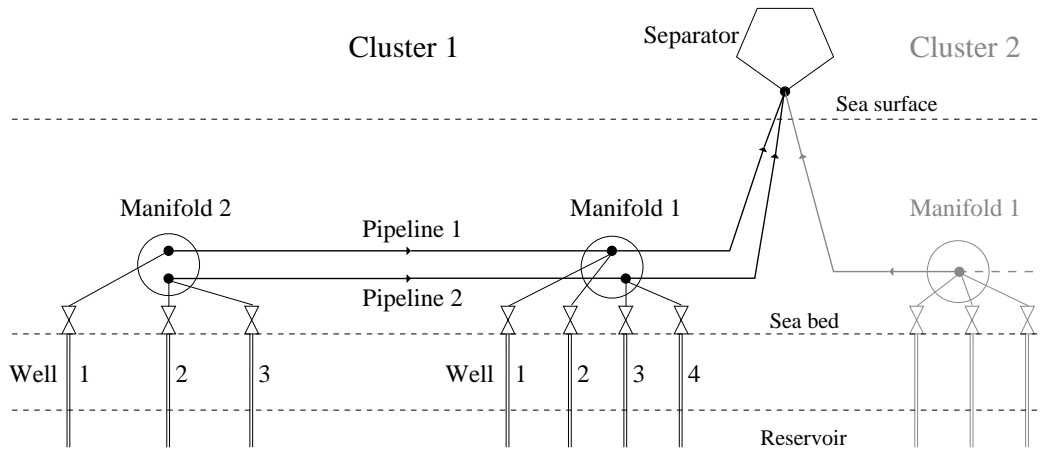 Cluster 1
Separator
Cluster 2
Sea surface
Manifold 2
Manifold 1
Manifold 1
Pipeline 1
Pipeline 2
Sea bed
Well 1 2 3
Well 1 2 3 4
Reservoir